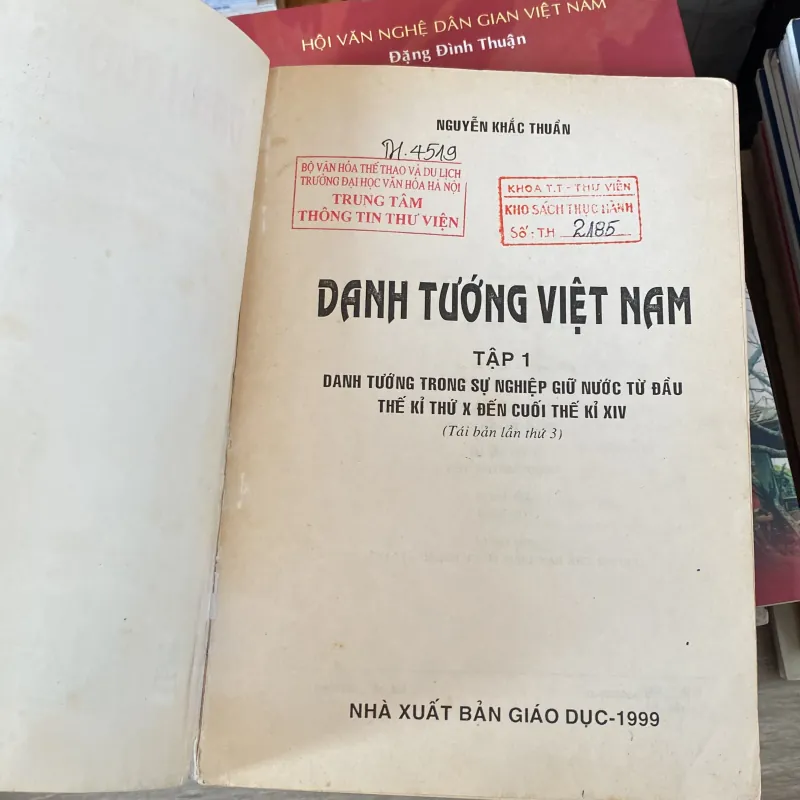 HỘI VĂN NGHỆ DÂN GIAN VIỆT NAM
Đặng Đình Thuận
NGUYỄN KHẮC THUẦN
TH.4519
BỘ VĂN HÓA THỂ THAO VÀ DU LỊCH
TRƯỜNG ĐẠI HỌC VĂN HÓA HÀ NỘI
TRUNG TÂM
THÔNG TIN THƯ VIỆN
KHOA T.T - THƯ VIỆN
KHO SÁCH THỰC HÀNH
Số: T.H 2185
DANH TƯỚNG VIỆT NAM
TẬP 1
DANH TƯỚNG TRONG SỰ NGHIỆP GIỮ NƯỚC TỪ ĐẦU
THẾ KỈ THỨ X ĐẾN CUỐI THẾ KỈ XIV
(Tái bản lần thứ 3)
NHÀ XUẤT BẢN GIÁO DỤC-1999